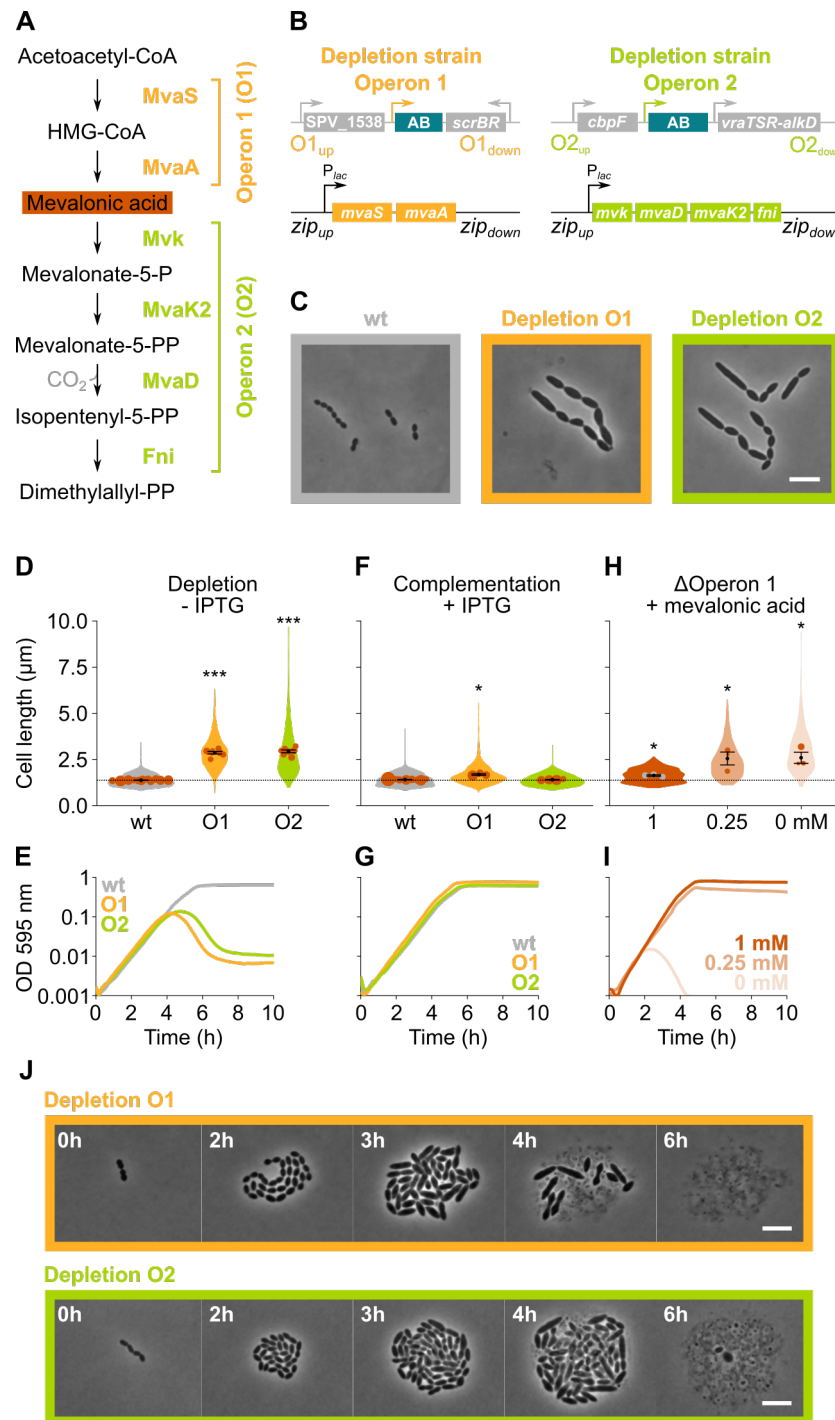 A
Acetoacetyl-CoA
MvaS
HMG-CoA
MvaA
Mevalonic acid
Mvk
Mevalonate-5-P
MvaK2
Mevalonate-5-PP
CO2
MvaD
Isopentenyl-5-PP
Fni
Dimethylallyl-PP
Operon 1 (O1)
Operon 2 (O2)
B
Depletion strain
Operon 1
SPV_1538 AB scrBR
O1up O1down
Plac
mvaS mvaA
zipup zipdown
Depletion strain
Operon 2
cbpF AB vraTSR-alkD
O2up O2dow
Plac
mvk mvaD mvaK2 fni
zipup zipdow
C
wt Depletion O1 Depletion O2
D
Depletion
- IPTG
Cell length (µm)
10.0
7.5
5.0
2.5
0.0
*** ***
wt O1 O2
F
Complementation
+ IPTG
*
wt O1 O2
H
ΔOperon 1
+ mevalonic acid
* * *
1 0.25 0 mM
E
OD 595 nm
1
0.1
0.01
0.001
wt
O1
O2
0 2 4 6 8 10
Time (h)
G
wt
O1
O2
0 2 4 6 8 10
Time (h)
I
1 mM
0.25 mM
0 mM
0 2 4 6 8 10
Time (h)
J
Depletion O1
0h 2h 3h 4h 6h
Depletion O2
0h 2h 3h 4h 6h